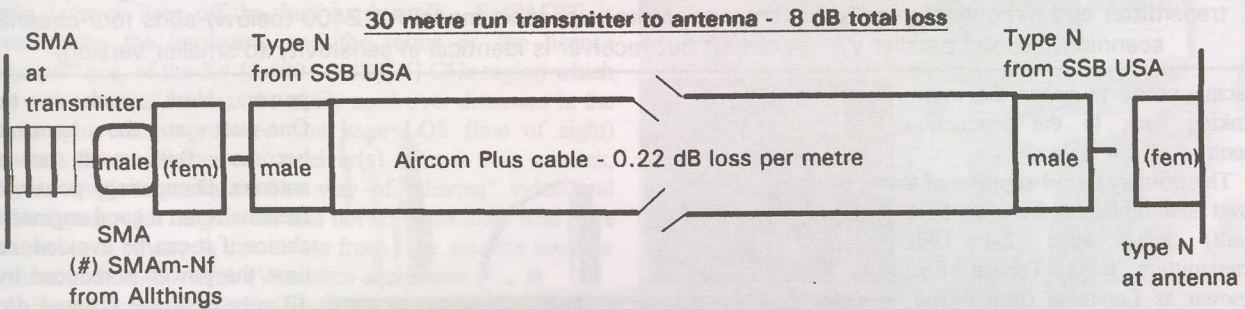 30 metre run transmitter to antenna - 8 dB total loss
SMA
at
transmitter
Type N
from SSB USA
Type N
from SSB USA
male
(fem)
male
Aircom Plus cable - 0.22 dB loss per metre
male
(fem)
SMA
(#) SMAm-Nf
from Allthings
type N
at antenna